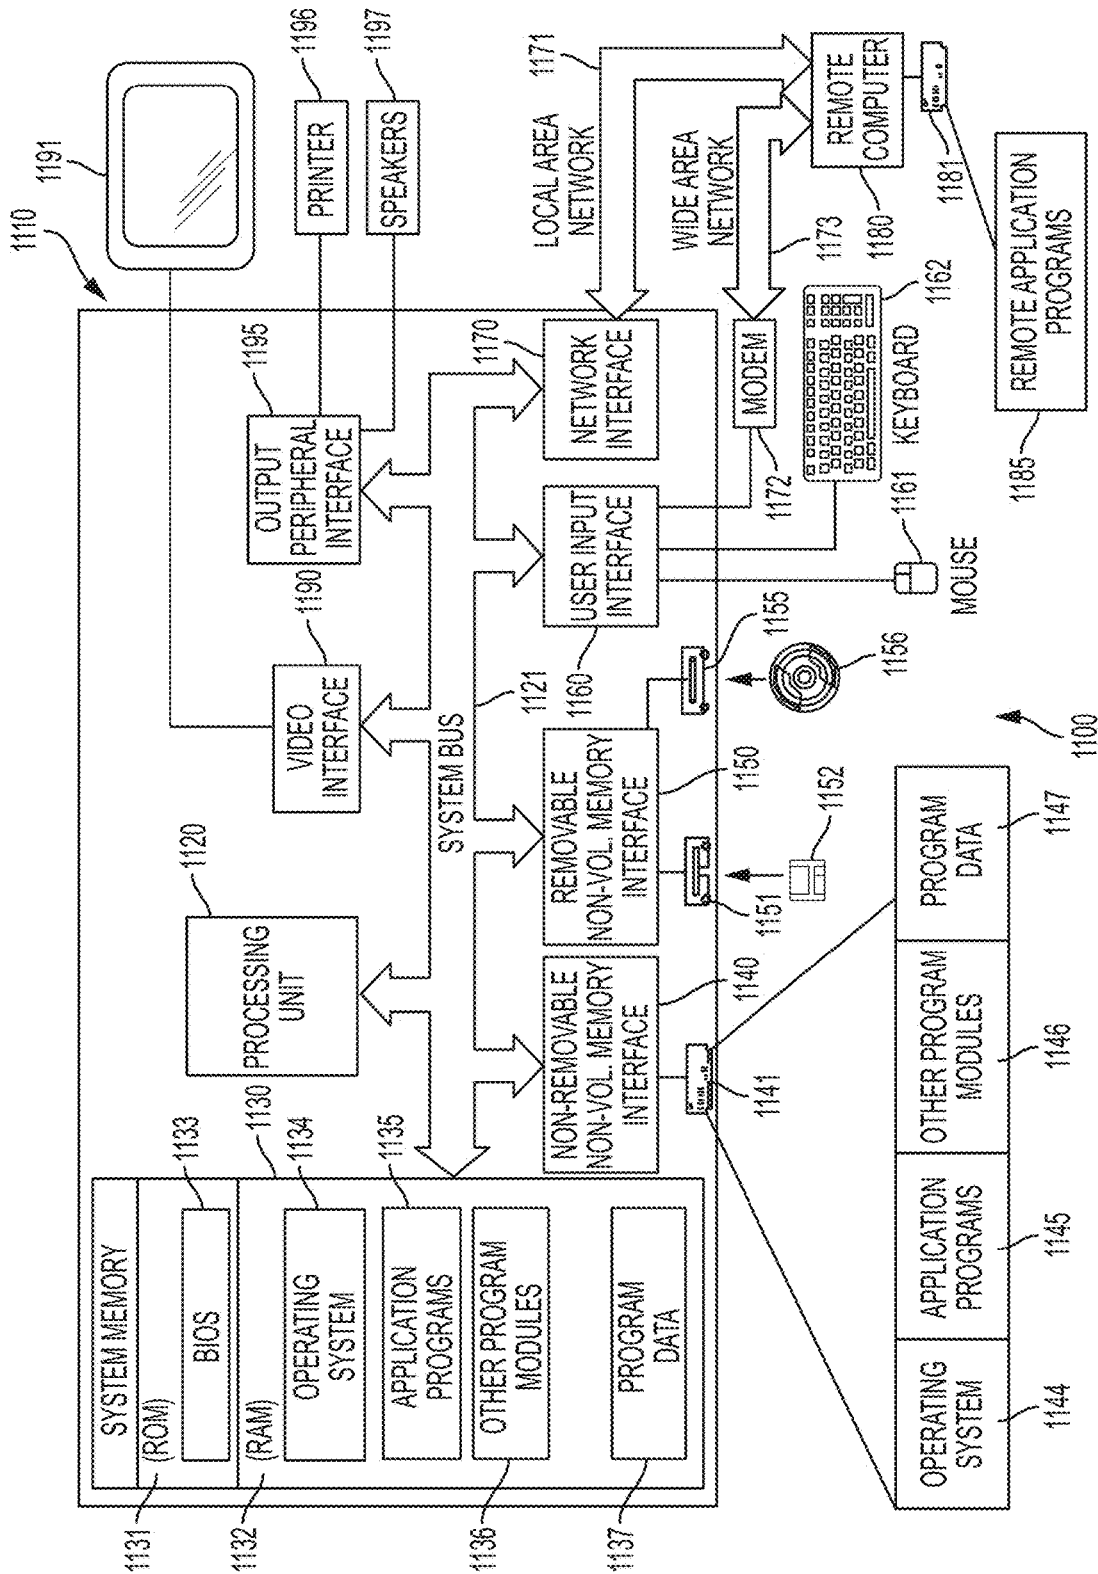 1110
1191
SYSTEM MEMORY
1131
(ROM)
1133
BIOS
1130
1132
(RAM)
1134
OPERATING
SYSTEM
1135
APPLICATION
PROGRAMS
OTHER PROGRAM
MODULES
1136
PROGRAM
DATA
1137
1120
PROCESSING
UNIT
1190
VIDEO
INTERFACE
1195
OUTPUT
PERIPHERAL
INTERFACE
PRINTER
1196
SPEAKERS
1197
SYSTEM BUS
1121
NON-REMOVABLE
NON-VOL. MEMORY
INTERFACE
1140
REMOVABLE
NON-VOL. MEMORY
INTERFACE
1150
USER INPUT
INTERFACE
1160
NETWORK
INTERFACE
1170
LOCAL AREA
NETWORK
1171
WIDE AREA
NETWORK
1173
MODEM
1172
REMOTE
COMPUTER
1180
1181
1141
1151
1152
1155
1156
MOUSE
1161
KEYBOARD
1162
REMOTE APPLICATION
PROGRAMS
1185
OPERATING
SYSTEM
1144
APPLICATION
PROGRAMS
1145
OTHER PROGRAM
MODULES
1146
PROGRAM
DATA
1147
1100